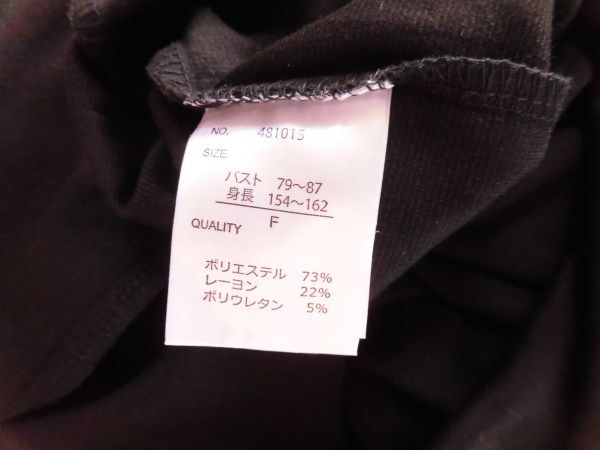 NO. 481015
SIZE
バスト 79～87
身長 154～162
F
QUALITY
ポリエステル 73%
レーヨン 22%
ポリウレタン 5%